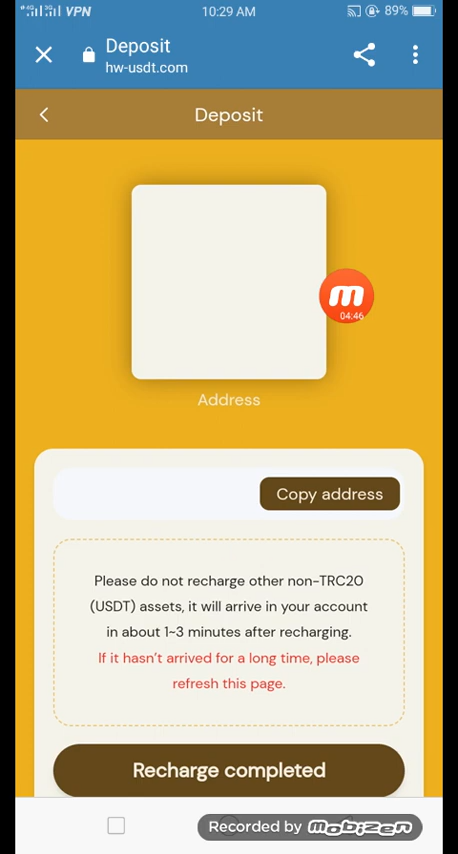 VPN
10:29 AM
89%
Deposit
hw-usdt.com
Deposit
m
04:46
Address
Copy address
Please do not recharge other non-TRC20
(USDT) assets, it will arrive in your account
in about 1~3 minutes after recharging.
If it hasn't arrived for a long time, please
refresh this page.
Recharge completed
Recorded by mobizen